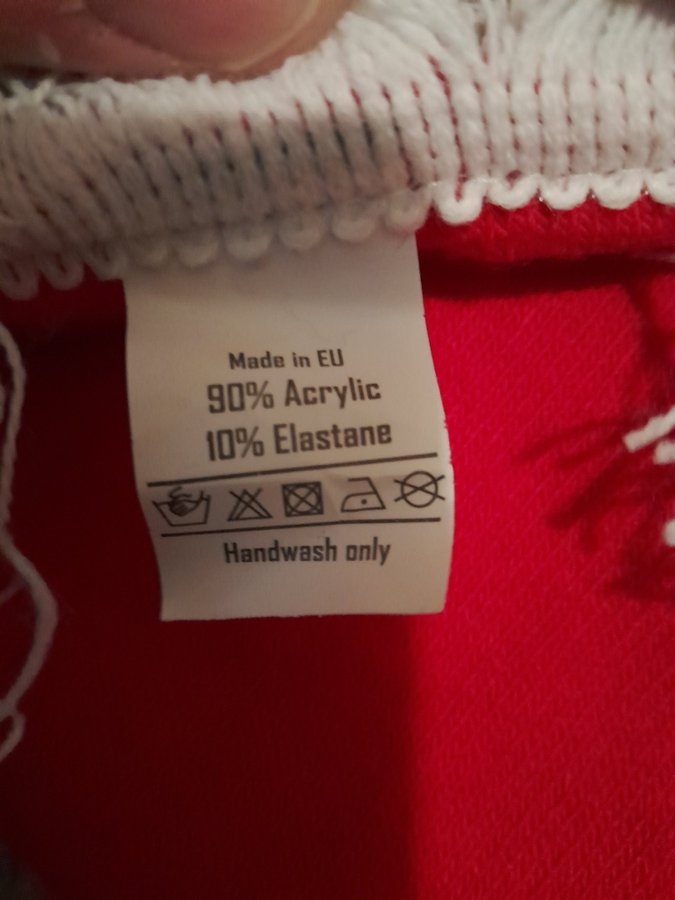 Made in EU
90% Acrylic
10% Elastane
Handwash only